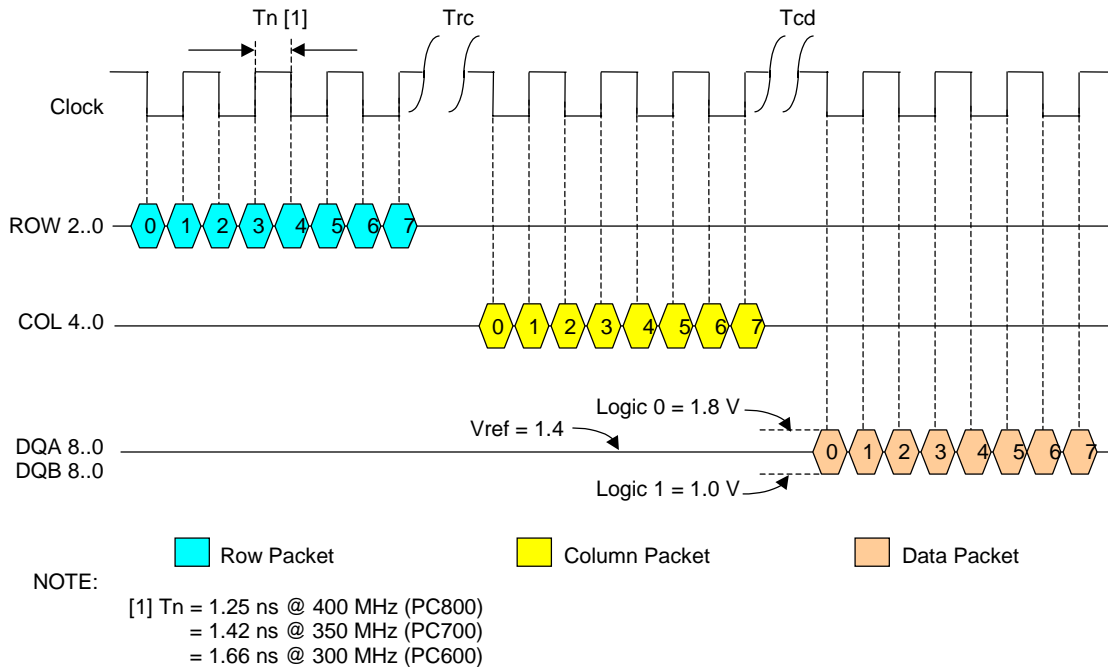 Tn [1] Trc Tcd
Clock
ROW 2..0 0 1 2 3 4 5 6 7
COL 4..0 0 1 2 3 4 5 6 7
Logic 0 = 1.8 V
Vref = 1.4
DQA 8..0 0 1 2 3 4 5 6 7
DQB 8..0
Logic 1 = 1.0 V
Row Packet Column Packet Data Packet
NOTE:
[1] Tn = 1.25 ns @ 400 MHz (PC800)
= 1.42 ns @ 350 MHz (PC700)
= 1.66 ns @ 300 MHz (PC600)